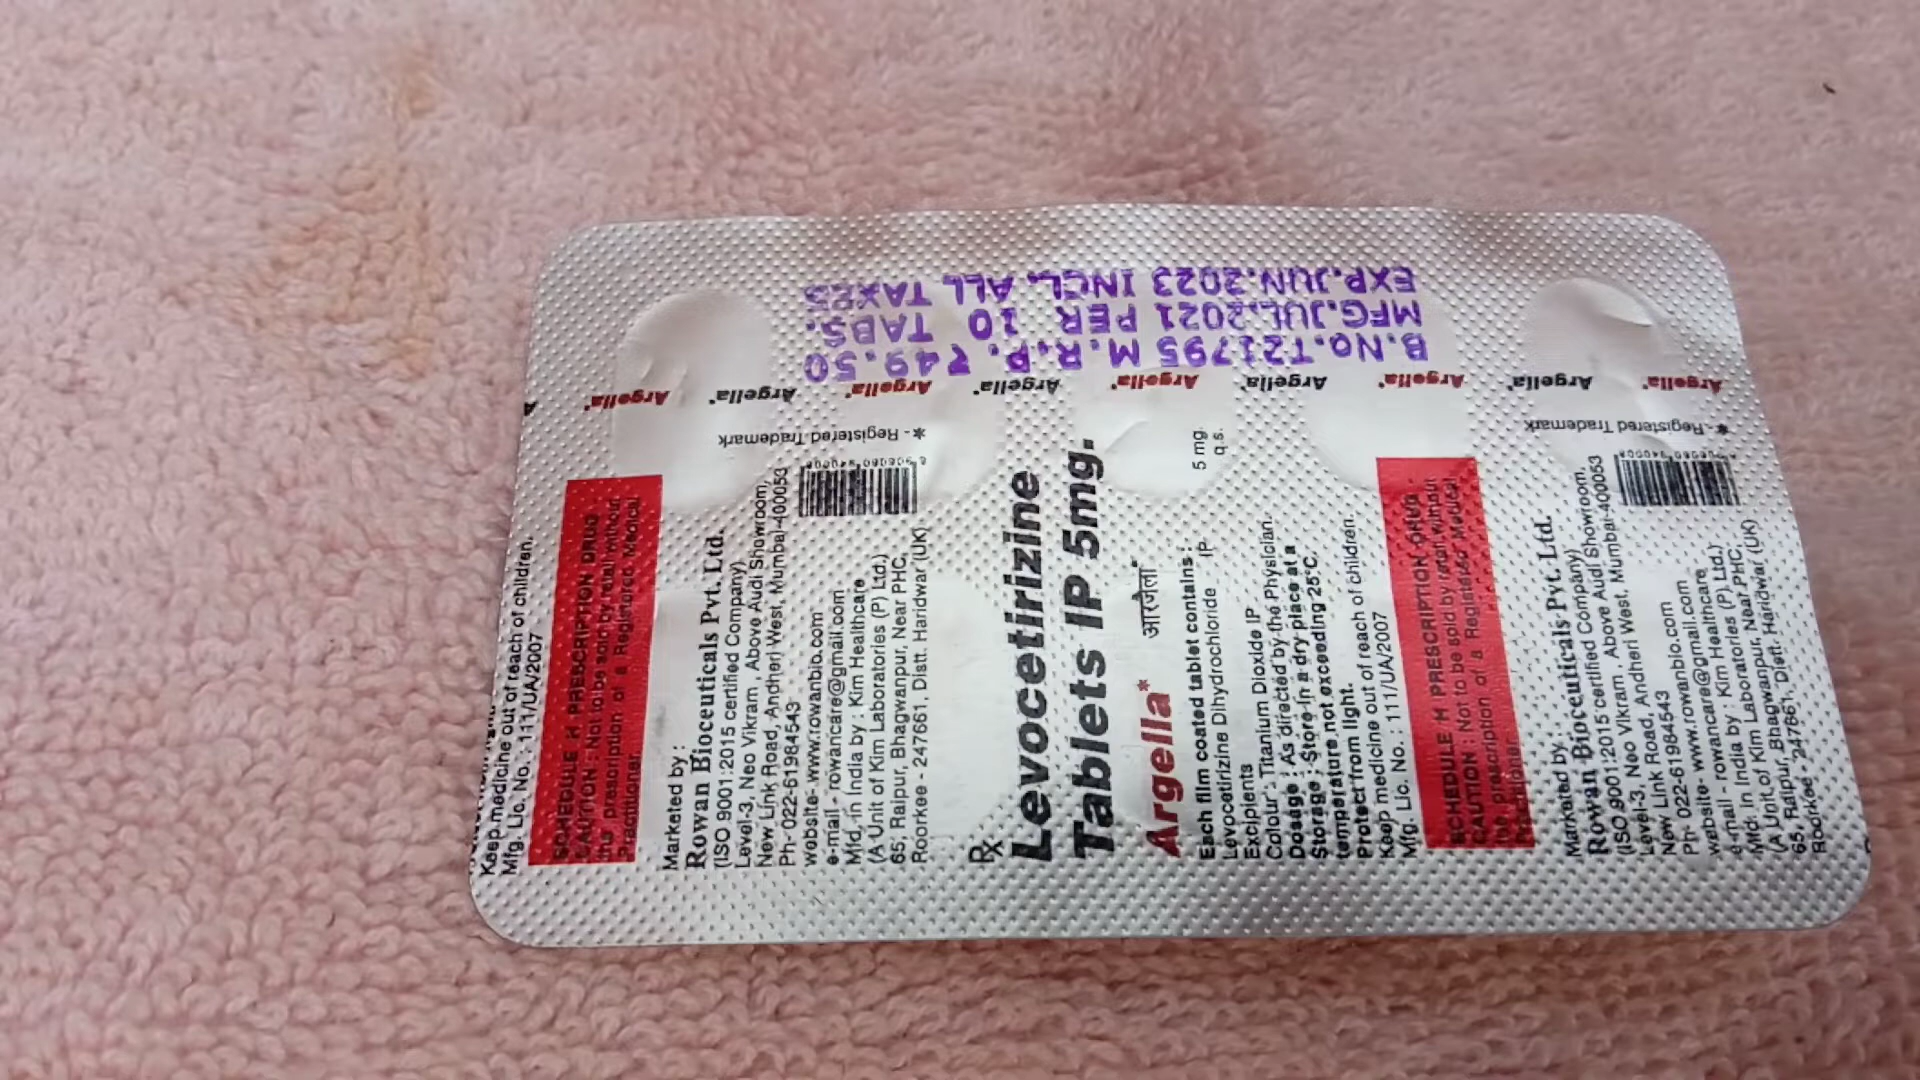 B.No.T21795 M.R.P. ₹49.50
MFG.JUL.2021 PER 10 TABS.
EXP.JUN.2023 INCL. ALL TAXES
Argella* Argella* Argella* Argella* Argella* Argella* Argella* Argella* Argella*
*- Registered Trademark
*- Registered Trademark
Keep medicine out of reach of children.
Mfg. Lic. No. : 111/UA/2007
SCHEDULE H PRESCRIPTION DRUG
CAUTION : Not to be sold by retail without
the prescription of a Registered Medical
Practitioner
Marketed by :
Rowan Bioceuticals Pvt. Ltd.
(ISO 9001:2015 certified Company)
Level-3, Neo Vikram , Above Audi Showroom,
New Link Road, Andheri West, Mumbai-400053
Ph- 022-61984543
website- www.rowanbio.com
e-mail - rowancare@gmail.com
Mfd. in India by : Kim Healthcare
(A Unit of Kim Laboratories (P) Ltd.)
65, Raipur, Bhagwanpur, Near PHC,
Roorkee - 247661, Distt. Haridwar (UK)
Rx
Levocetirizine
Tablets IP 5mg.
Argella* आरजेला*
Each film coated tablet contains :
Levocetirizine Dihydrochloride IP 5 mg.
Excipients q.s.
Colour : Titanium Dioxide IP
Dosage : As directed by the Physician.
Storage : Store in a dry place at a
temperature not exceeding 25°C.
Protect from light.
Keep medicine out of reach of children.
Mfg. Lic. No. : 111/UA/2007
SCHEDULE H PRESCRIPTION DRUG
CAUTION : Not to be sold by retail without
the prescription of a Registered Medical
Practitioner
Marketed by :
Rowan Bioceuticals Pvt. Ltd.
(ISO 9001:2015 certified Company)
Level-3, Neo Vikram , Above Audi Showroom,
New Link Road, Andheri West, Mumbai-400053
Ph- 022-61984543
website- www.rowanbio.com
e-mail - rowancare@gmail.com
Mfd. in India by : Kim Healthcare
(A Unit of Kim Laboratories (P) Ltd.)
65, Raipur, Bhagwanpur, Near PHC,
Roorkee - 247661, Distt. Haridwar (UK)